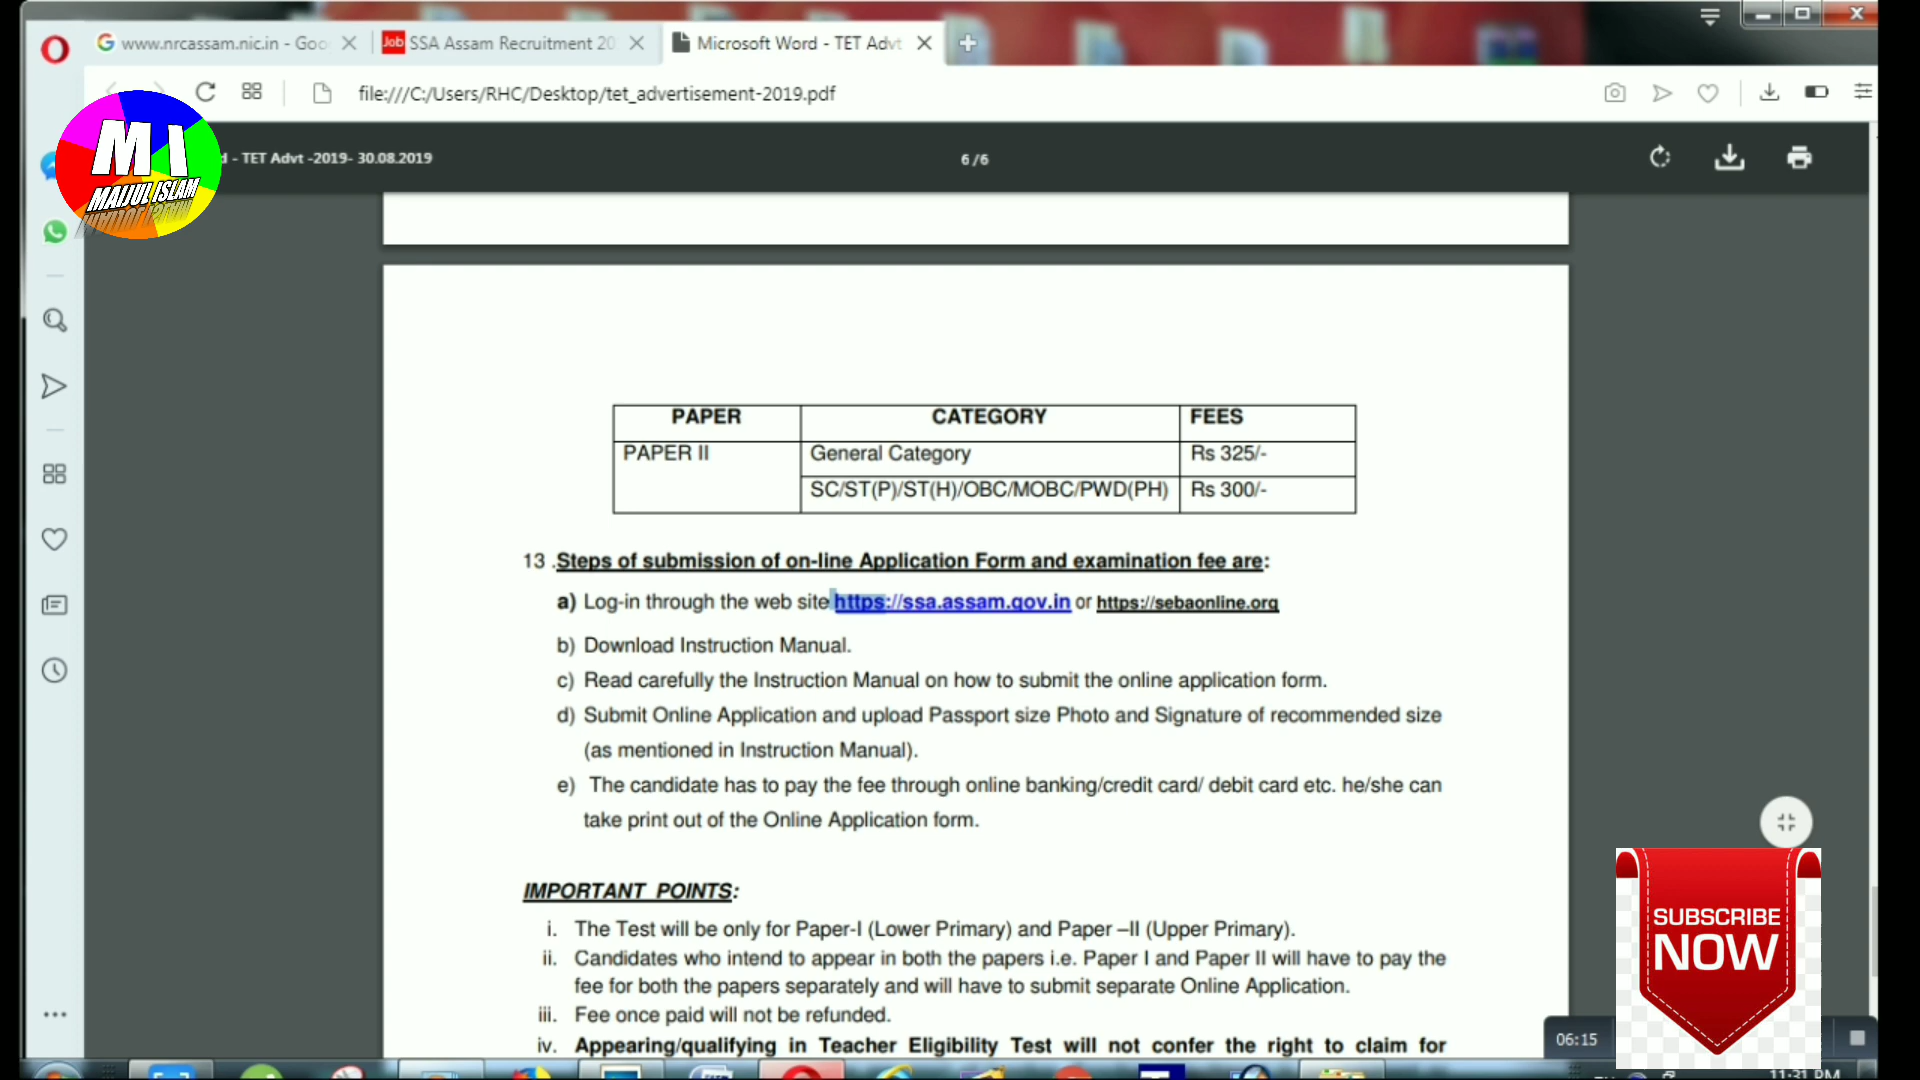 www.nrcassam.nic.in - Goo
Job SSA Assam Recruitment 20
Microsoft Word - TET Advt
file:///C:/Users/RHC/Desktop/tet_advertisement-2019.pdf
d - TET Advt -2019- 30.08.2019
6 / 6
M I
MAIJUL ISLAM
PAPER CATEGORY FEES
PAPER II General Category Rs 325/-
SC/ST(P)/ST(H)/OBC/MOBC/PWD(PH) Rs 300/-
13 .Steps of submission of on-line Application Form and examination fee are:
a) Log-in through the web site https://ssa.assam.gov.in or https://sebaonline.org
b) Download Instruction Manual.
c) Read carefully the Instruction Manual on how to submit the online application form.
d) Submit Online Application and upload Passport size Photo and Signature of recommended size
(as mentioned in Instruction Manual).
e) The candidate has to pay the fee through online banking/credit card/ debit card etc. he/she can
take print out of the Online Application form.
IMPORTANT POINTS:
i. The Test will be only for Paper-I (Lower Primary) and Paper –II (Upper Primary).
ii. Candidates who intend to appear in both the papers i.e. Paper I and Paper II will have to pay the
fee for both the papers separately and will have to submit separate Online Application.
iii. Fee once paid will not be refunded.
iv. Appearing/qualifying in Teacher Eligibility Test will not confer the right to claim for
SUBSCRIBE
NOW
06:15
11:31 PM